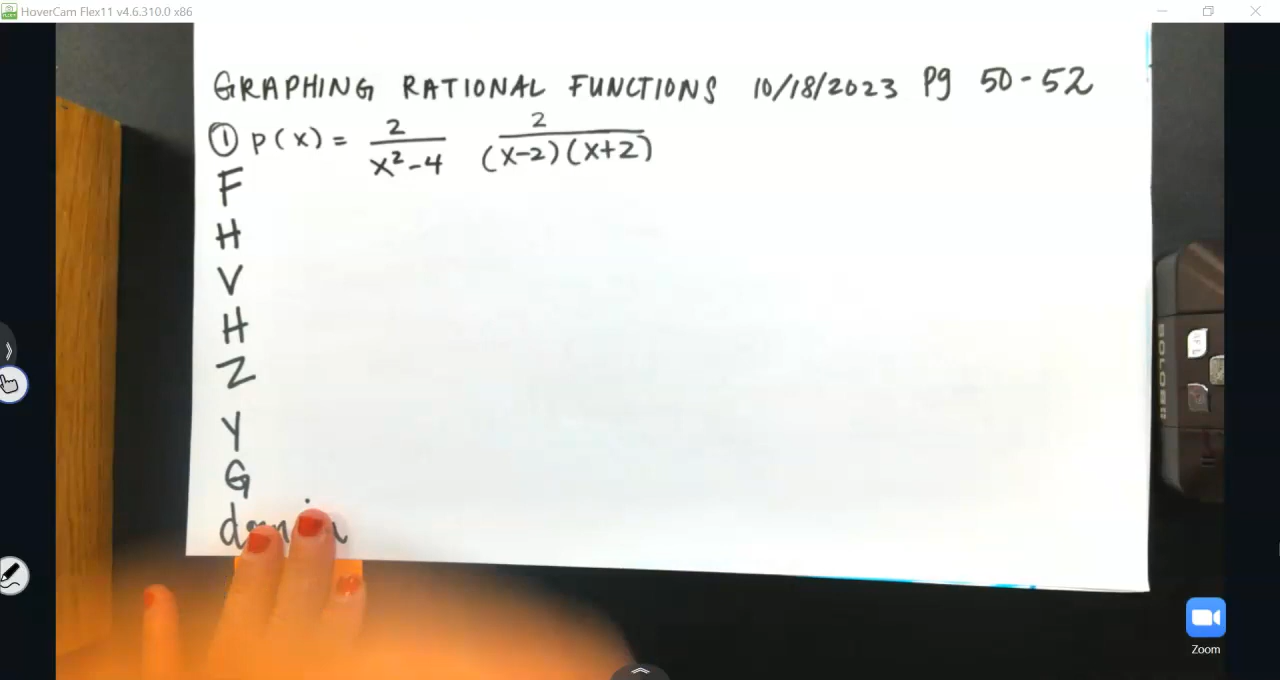 HoverCam Flex11 v4.6.310.0 x86
GRAPHING RATIONAL FUNCTIONS 10/18/2023 Pg 50-52
① p(x) = 2/(x²-4) 2/((x-2)(x+2))
F
H
V
H
Z
Y
G
Zoom